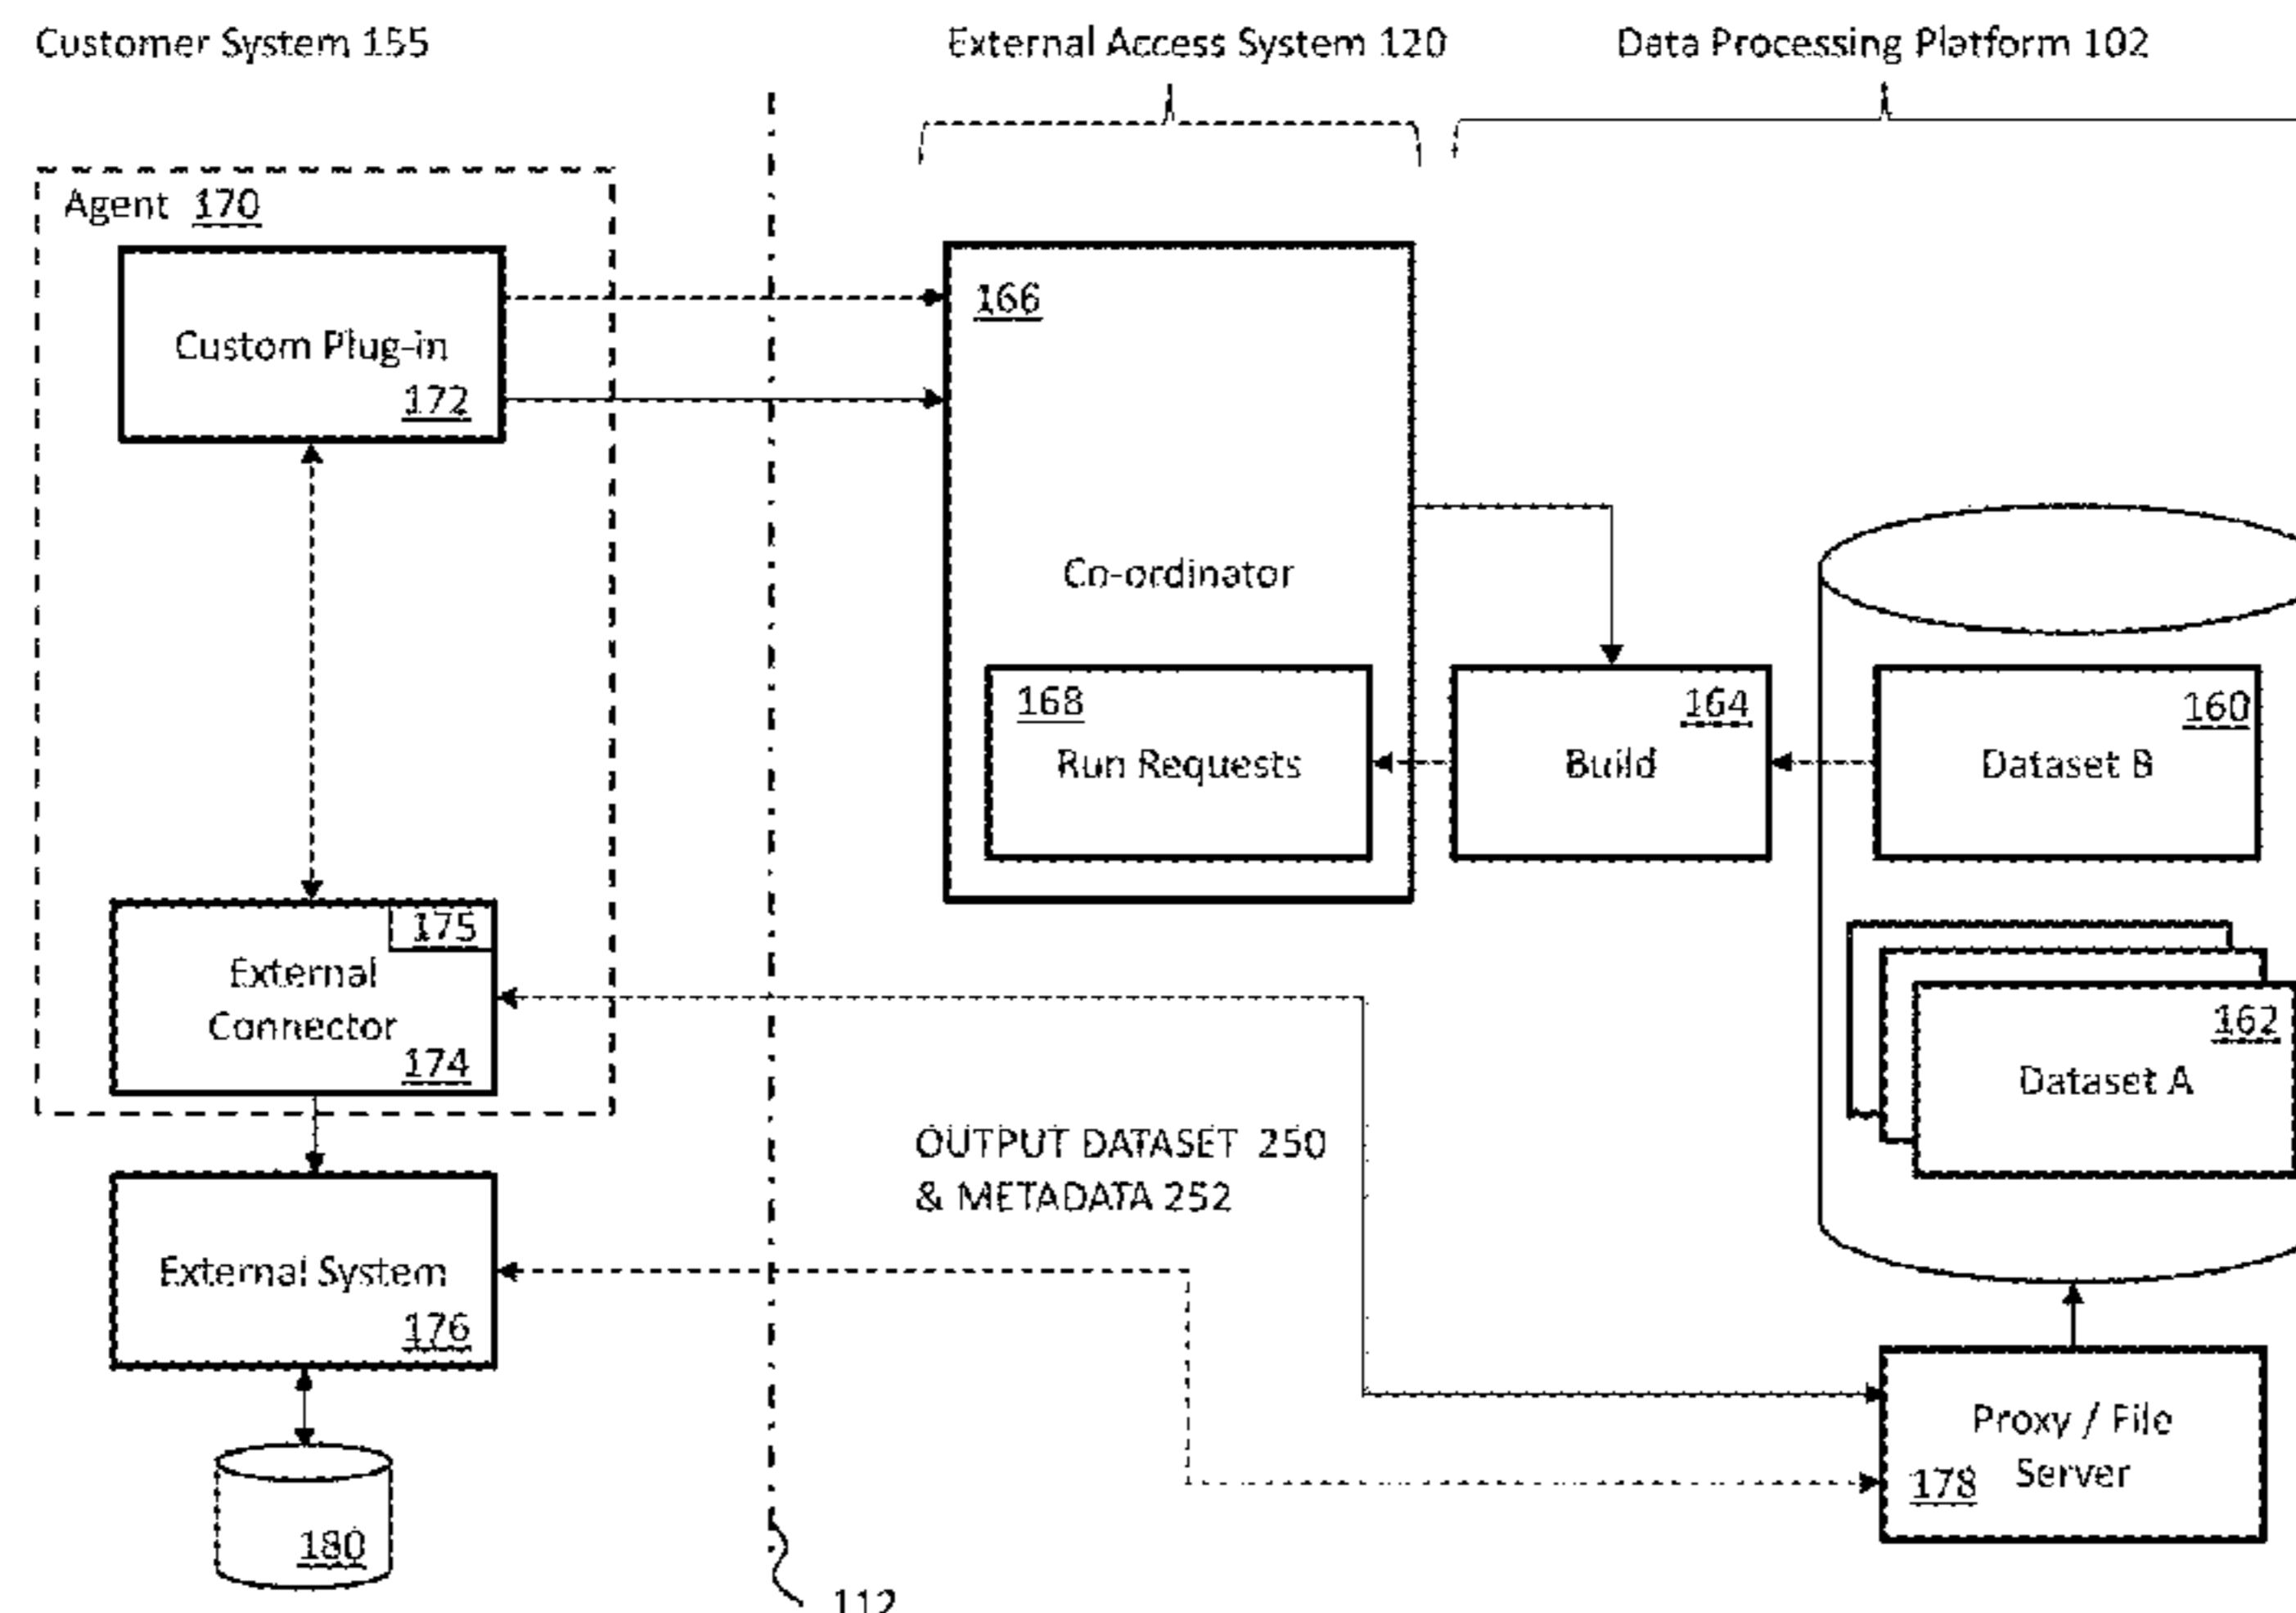 Customer System 155
External Access System 120
Data Processing Platform 102
Agent 170
Custom Plug-in
172
166
Co-ordinator
168
Run Requests
164
Build
160
Dataset B
175
External
Connector
174
162
Dataset A
OUTPUT DATASET 250
& METADATA 252
External System
176
Proxy / File
Server
178
180
112